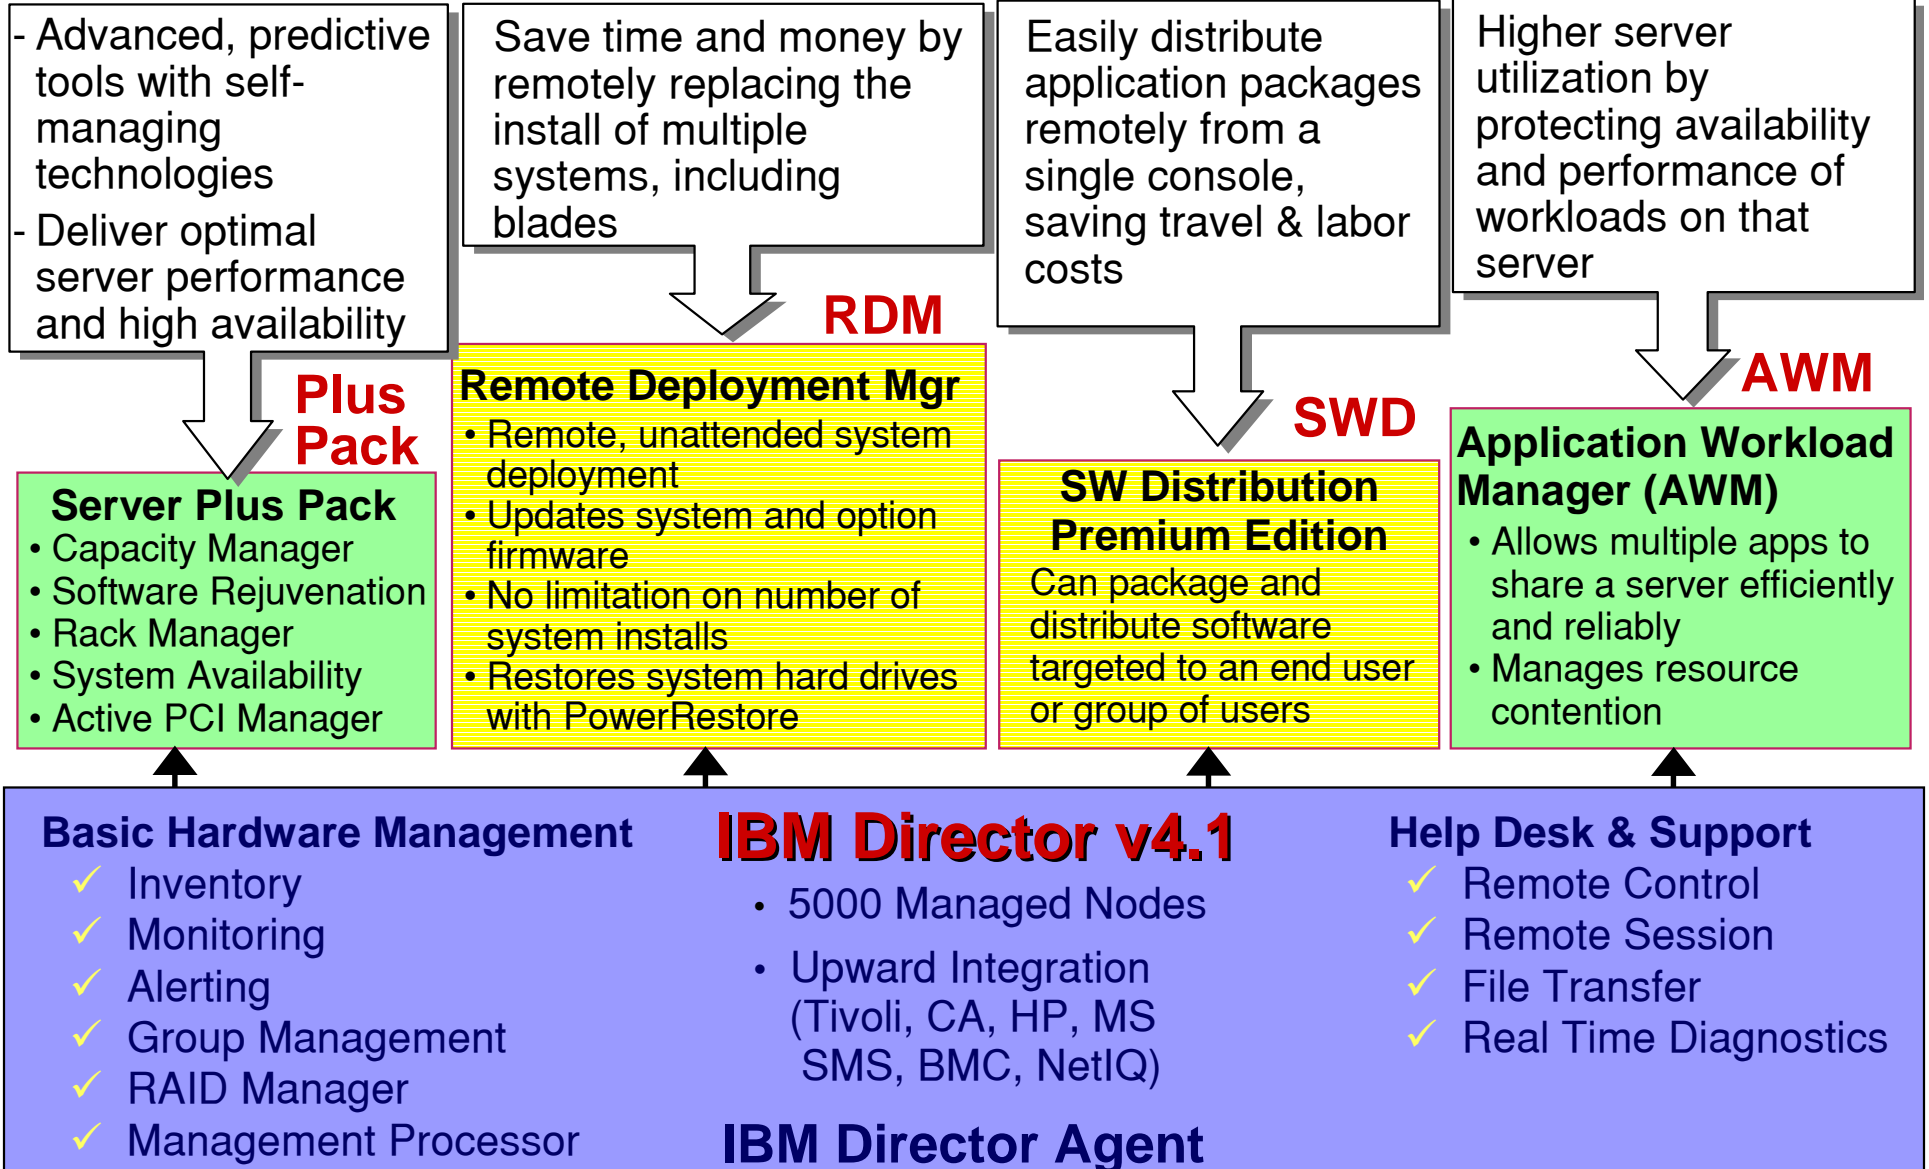 - Advanced, predictive
tools with self-
managing
technologies
- Deliver optimal
server performance
and high availability
Save time and money by
remotely replacing the
install of multiple
systems, including
blades
Easily distribute
application packages
remotely from a
single console,
saving travel & labor
costs
Higher server
utilization by
protecting availability
and performance of
workloads on that
server
Plus
Pack
RDM
SWD
AWM
Server Plus Pack
• Capacity Manager
• Software Rejuvenation
• Rack Manager
• System Availability
• Active PCI Manager
Remote Deployment Mgr
• Remote, unattended system
deployment
• Updates system and option
firmware
• No limitation on number of
system installs
• Restores system hard drives
with PowerRestore
SW Distribution
Premium Edition
Can package and
distribute software
targeted to an end user
or group of users
Application Workload
Manager (AWM)
• Allows multiple apps to
share a server efficiently
and reliably
• Manages resource
contention
Basic Hardware Management
✓ Inventory
✓ Monitoring
✓ Alerting
✓ Group Management
✓ RAID Manager
✓ Management Processor
IBM Director v4.1
• 5000 Managed Nodes
• Upward Integration
(Tivoli, CA, HP, MS
SMS, BMC, NetIQ)
IBM Director Agent
Help Desk & Support
✓ Remote Control
✓ Remote Session
✓ File Transfer
✓ Real Time Diagnostics